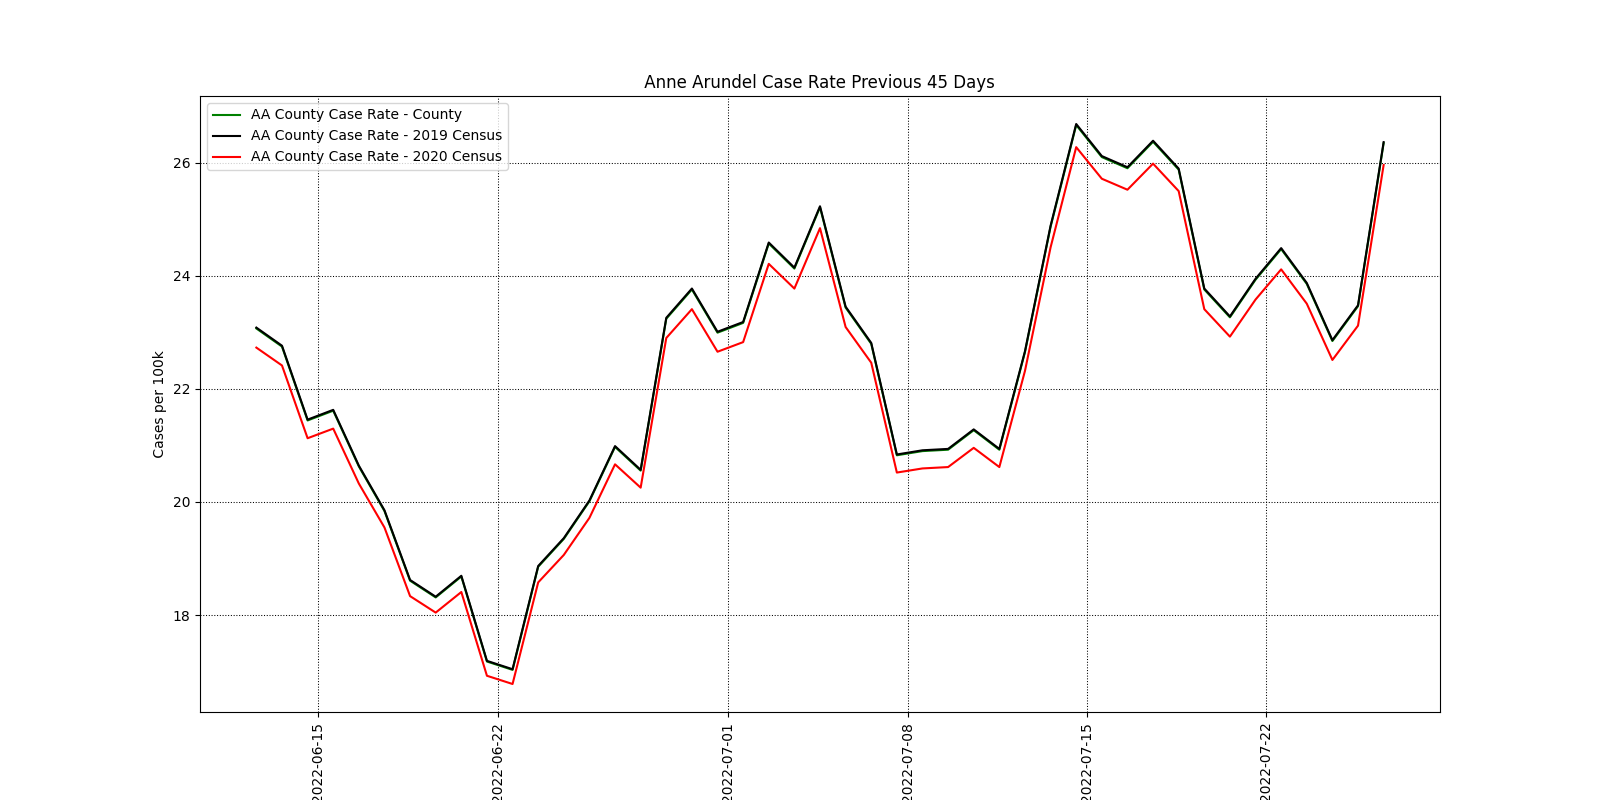 Anne Arundel Case Rate Previous 45 Days
AA County Case Rate - County
AA County Case Rate - 2019 Census
AA County Case Rate - 2020 Census
Cases per 100k
26
24
22
20
18
2022-06-15
2022-06-22
2022-07-01
2022-07-08
2022-07-15
2022-07-22